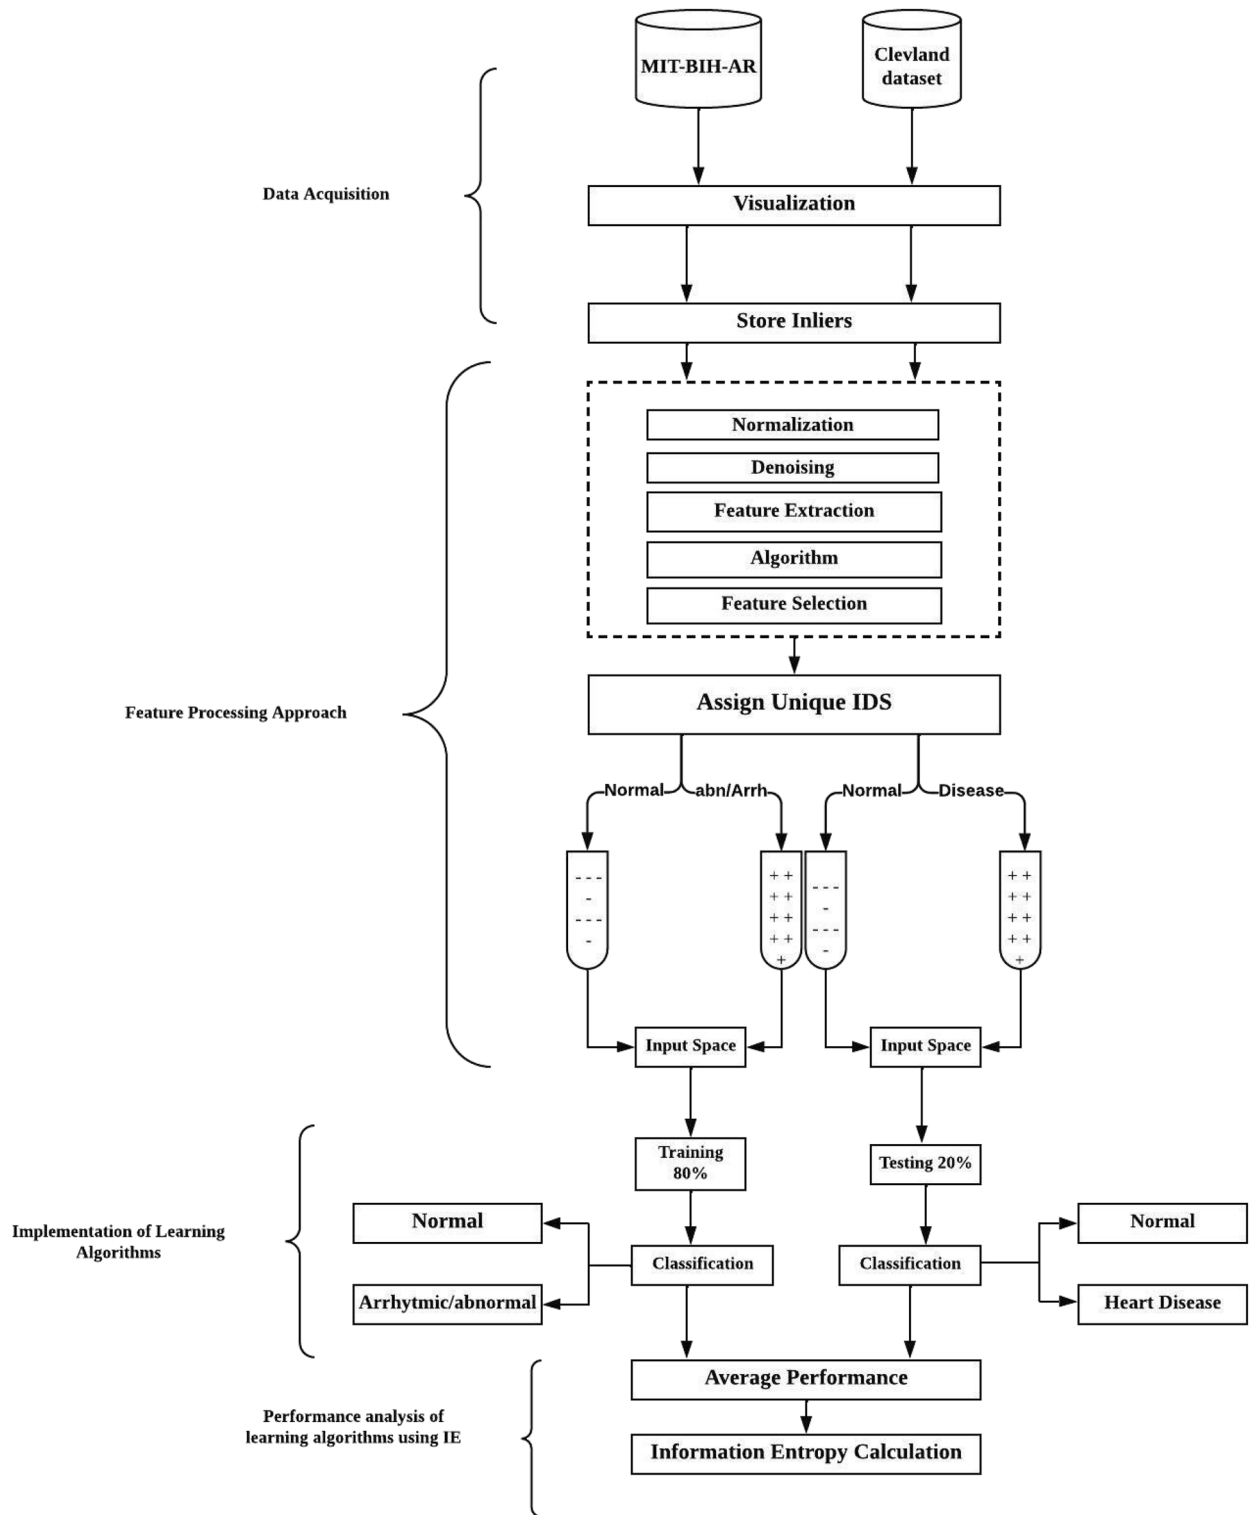 MIT-BIH-AR
Clevland
dataset
Data Acquisition
Visualization
Store Inliers
Normalization
Denoising
Feature Extraction
Algorithm
Feature Selection
Feature Processing Approach
Assign Unique IDS
Normal
abn/Arrh
Normal
Disease
- - -
-
- - -
-
+ +
+ +
+ +
+ +
+
- - -
-
- - -
-
+ +
+ +
+ +
+ +
+
Input Space
Input Space
Training
80%
Testing 20%
Implementation of Learning
Algorithms
Normal
Arrhytmic/abnormal
Classification
Classification
Normal
Heart Disease
Average Performance
Performance analysis of
learning algorithms using IE
Information Entropy Calculation